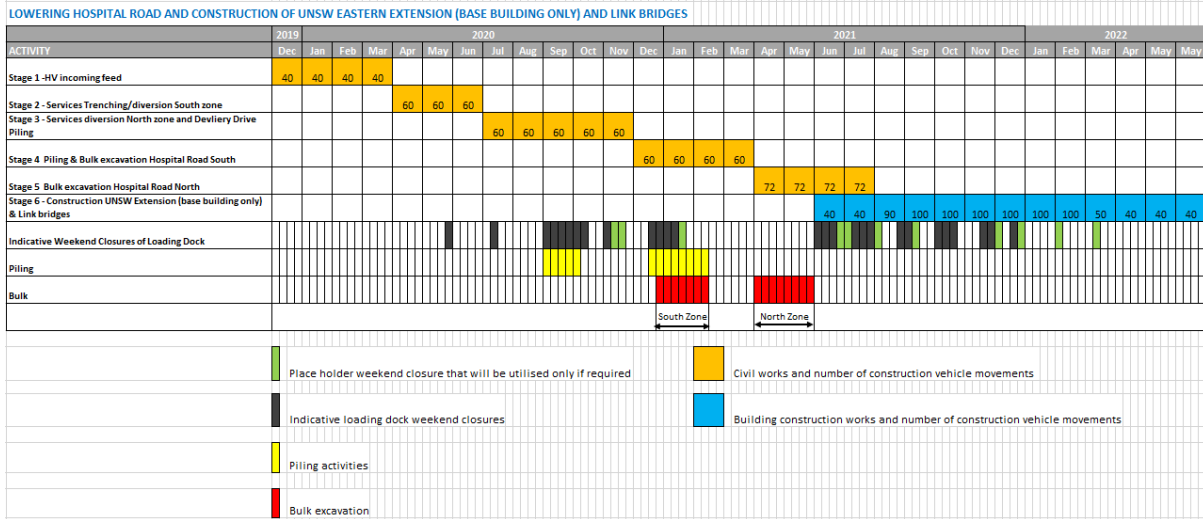 LOWERING HOSPITAL ROAD AND CONSTRUCTION OF UNSW EASTERN EXTENSION (BASE BUILDING ONLY) AND LINK BRIDGES
2019 2020 2021 2022
ACTIVITY Dec Jan Feb Mar Apr May Jun Jul Aug Sep Oct Nov Dec Jan Feb Mar Apr May Jun Jul Aug Sep Oct Nov Dec Jan Feb Mar Apr May May
Stage 1 -HV incoming feed 40 40 40 40
Stage 2 - Services Trenching/diversion South zone 60 60 60
Stage 3 - Services diversion North zone and Devliery Drive
Piling 60 60 60 60 60
Stage 4 Piling & Bulk excavation Hospital Road South 60 60 60 60
Stage 5 Bulk excavation Hospital Road North 72 72 72 72
Stage 6 - Construction UNSW Extension (base building only)
& Link bridges 40 40 90 100 100 100 100 100 100 50 40 40 40
Indicative Weekend Closures of Loading Dock
Piling
Bulk
South Zone North Zone
Place holder weekend closure that will be utilised only if required
Civil works and number of construction vehicle movements
Indicative loading dock weekend closures
Building construction works and number of construction vehicle movements
Piling activities
Bulk excavation